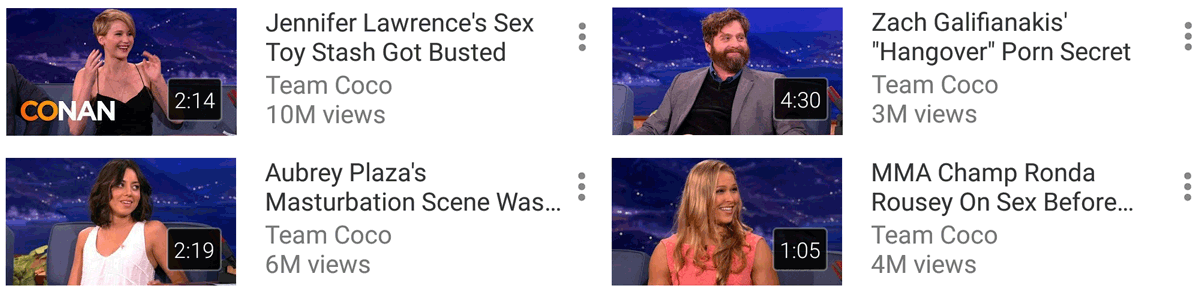 Jennifer Lawrence's Sex
Toy Stash Got Busted
Team Coco
10M views
CONAN
2:14
Zach Galifianakis'
"Hangover" Porn Secret
Team Coco
3M views
4:30
Aubrey Plaza's
Masturbation Scene Was...
Team Coco
6M views
2:19
MMA Champ Ronda
Rousey On Sex Before...
Team Coco
4M views
1:05